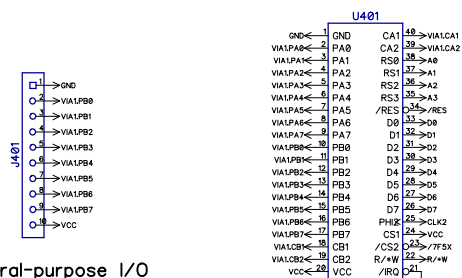 U401
GND 1 GND CA1 40 VIA1.CA1
VIA1.PA0 2 PA0 CA2 39 VIA1.CA2
VIA1.PA1 3 PA1 RS0 38 A0
VIA1.PA2 4 PA2 RS1 37 A1
VIA1.PA3 5 PA3 RS2 36 A2
VIA1.PA4 6 PA4 RS3 35 A3
VIA1.PA5 7 PA5 /RES 34 /RES
VIA1.PA6 8 PA6 D0 33 D0
VIA1.PA7 9 PA7 D1 32 D1
VIA1.PB0 10 PB0 D2 31 D2
VIA1.PB1 11 PB1 D3 30 D3
VIA1.PB2 12 PB2 D4 29 D4
VIA1.PB3 13 PB3 D5 28 D5
VIA1.PB4 14 PB4 D6 27 D6
VIA1.PB5 15 PB5 D7 26 D7
VIA1.PB6 16 PB6 PHI2 25 CLK2
VIA1.PB7 17 PB7 CS1 24 VCC
VIA1.CB1 18 CB1 /CS2 23 /7F5X
VIA1.CB2 19 CB2 R/*W 22 R/*W
VCC 20 VCC /IRQ 21
J401
1 GND
2 VIA1.PB0
3 VIA1.PB1
4 VIA1.PB2
5 VIA1.PB3
6 VIA1.PB4
7 VIA1.PB5
8 VIA1.PB6
9 VIA1.PB7
10 VCC
ral-purpose I/O